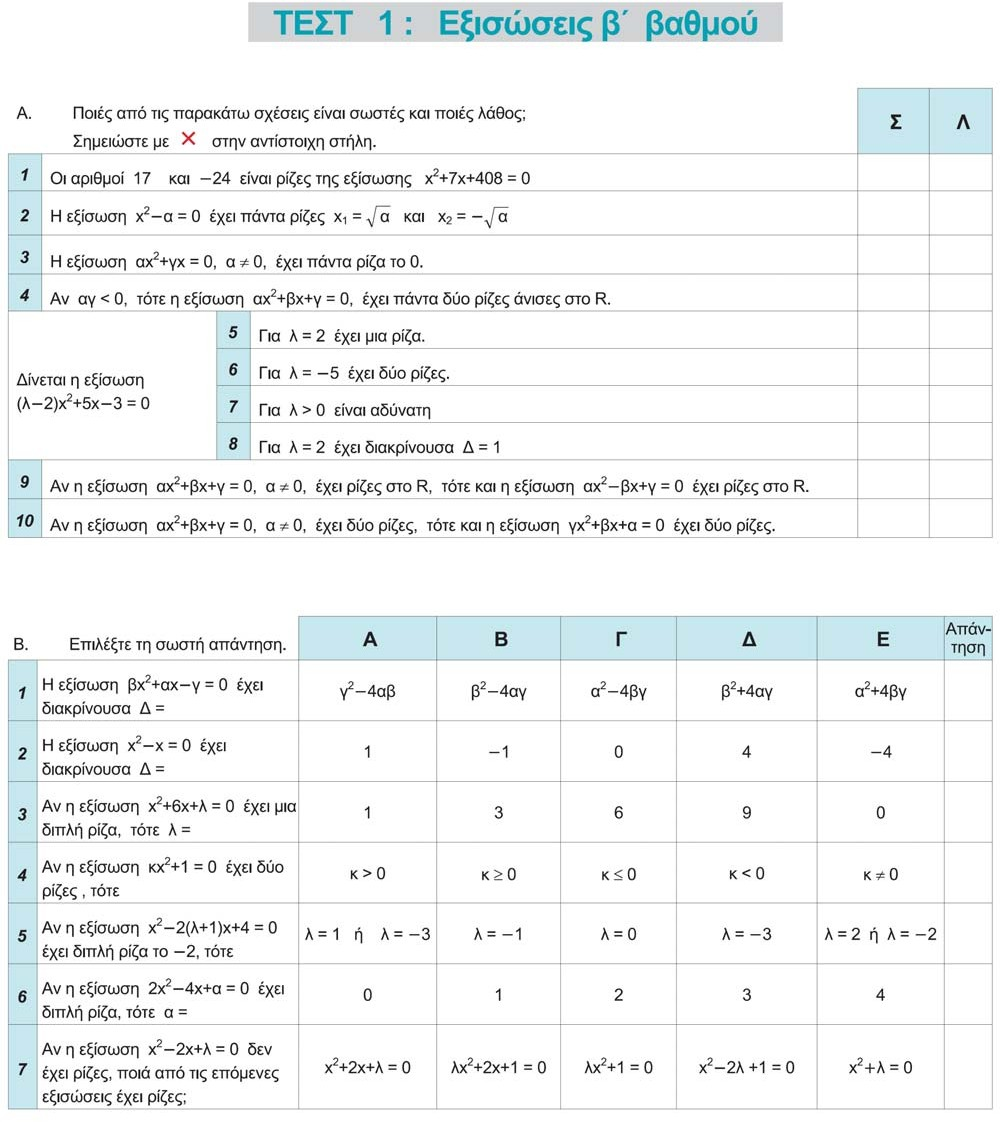 ΤΕΣΤ 1 : Εξισώσεις β΄ βαθμού
Α. Ποιές από τις παρακάτω σχέσεις είναι σωστές και ποιές λάθος;
Σημειώστε με ✕ στην αντίστοιχη στήλη.
Σ Λ
1 Οι αριθμοί 17 και −24 είναι ρίζες της εξίσωσης x²+7x+408 = 0
2 Η εξίσωση x²−α = 0 έχει πάντα ρίζες x₁ = √α και x₂ = −√α
3 Η εξίσωση αx²+γx = 0, α ≠ 0, έχει πάντα ρίζα το 0.
4 Αν αγ < 0, τότε η εξίσωση αx²+βx+γ = 0, έχει πάντα δύο ρίζες άνισες στο R.
Δίνεται η εξίσωση
(λ−2)x²+5x−3 = 0
5 Για λ = 2 έχει μια ρίζα.
6 Για λ = −5 έχει δύο ρίζες.
7 Για λ > 0 είναι αδύνατη
8 Για λ = 2 έχει διακρίνουσα Δ = 1
9 Αν η εξίσωση αx²+βx+γ = 0, α ≠ 0, έχει ρίζες στο R, τότε και η εξίσωση αx²−βx+γ = 0 έχει ρίζες στο R.
10 Αν η εξίσωση αx²+βx+γ = 0, α ≠ 0, έχει δύο ρίζες, τότε και η εξίσωση γx²+βx+α = 0 έχει δύο ρίζες.
Β. Επιλέξτε τη σωστή απάντηση. Α Β Γ Δ Ε Απάν-
τηση
1 Η εξίσωση βx²+αx−γ = 0 έχει
διακρίνουσα Δ =
γ²−4αβ β²−4αγ α²−4βγ β²+4αγ α²+4βγ
2 Η εξίσωση x²−x = 0 έχει
διακρίνουσα Δ =
1 −1 0 4 −4
3 Αν η εξίσωση x²+6x+λ = 0 έχει μια
διπλή ρίζα, τότε λ =
1 3 6 9 0
4 Αν η εξίσωση κx²+1 = 0 έχει δύο
ρίζες , τότε
κ > 0 κ ≥ 0 κ ≤ 0 κ < 0 κ ≠ 0
5 Αν η εξίσωση x²−2(λ+1)x+4 = 0
έχει διπλή ρίζα το −2, τότε
λ = 1 ή λ = −3 λ = −1 λ = 0 λ = −3 λ = 2 ή λ = −2
6 Αν η εξίσωση 2x²−4x+α = 0 έχει
διπλή ρίζα, τότε α =
0 1 2 3 4
7 Αν η εξίσωση x²−2x+λ = 0 δεν
έχει ρίζες, ποιά από τις επόμενες
εξισώσεις έχει ρίζες;
x²+2x+λ = 0 λx²+2x+1 = 0 λx²+1 = 0 x²−2λ +1 = 0 x²+λ = 0